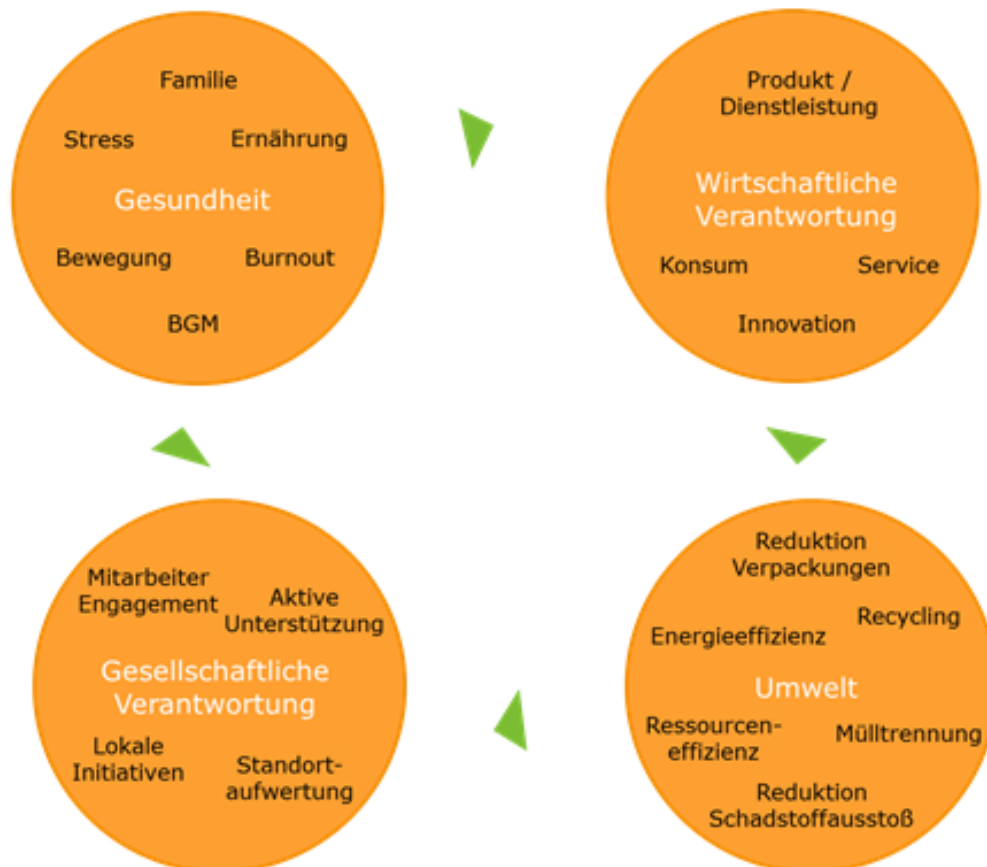 Familie
Stress
Ernährung
Gesundheit
Bewegung
Burnout
BGM
Produkt /
Dienstleistung
Wirtschaftliche
Verantwortung
Konsum
Service
Innovation
Mitarbeiter
Engagement
Aktive
Unterstützung
Gesellschaftliche
Verantwortung
Lokale
Initiativen
Standort-
aufwertung
Reduktion
Verpackungen
Recycling
Energieeffizienz
Umwelt
Ressourcen-
effizienz
Mülltrennung
Reduktion
Schadstoffausstoß